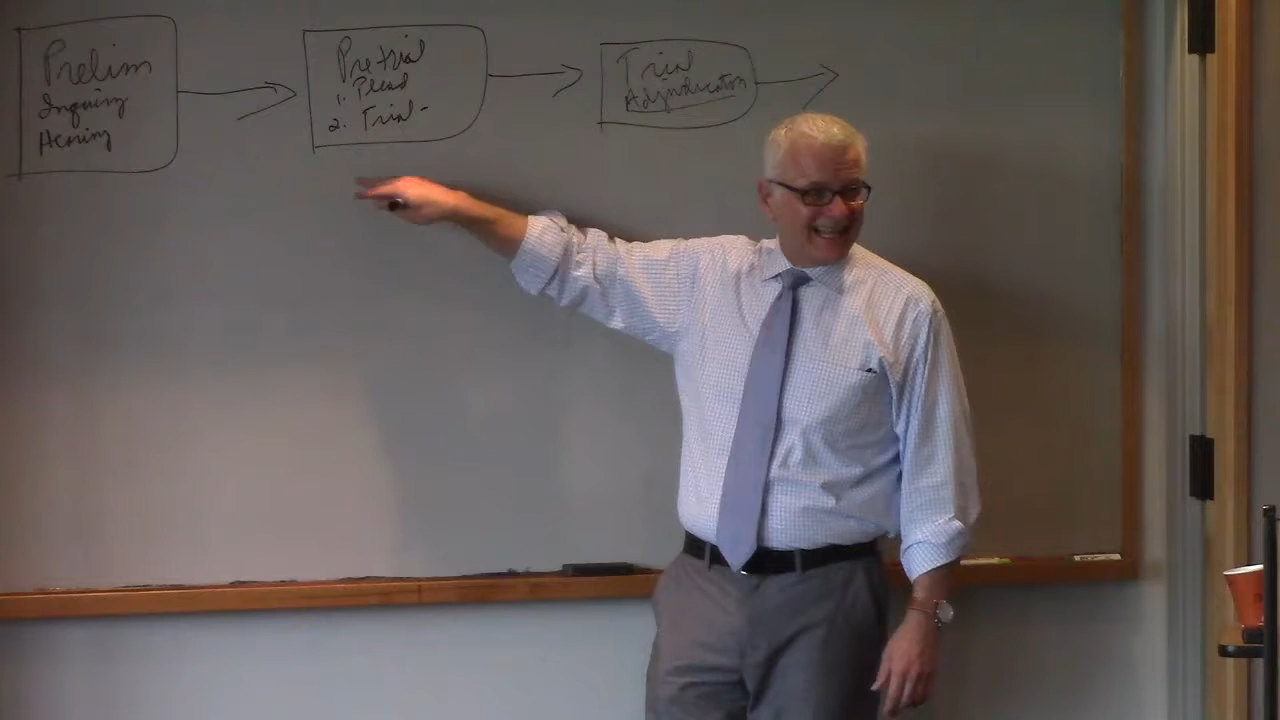 Prelim
Inquiry
Hearing
Pretrial
1. Plead
2. Trial -
Trial
Adjudication